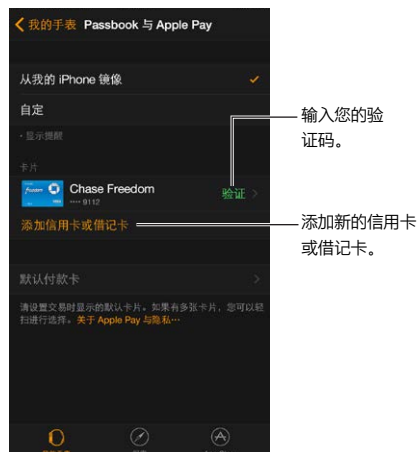 我的手表 Passbook 与 Apple Pay
从我的 iPhone 镜像
自定
• 显示提醒
卡片
Chase Freedom
•••• 9112
验证
添加信用卡或借记卡
默认付款卡
请设置交易时显示的默认卡片。如果有多张卡片，您可以轻
扫进行选择。关于 Apple Pay 与隐私…
输入您的验
证码。
添加新的信用卡
或借记卡。